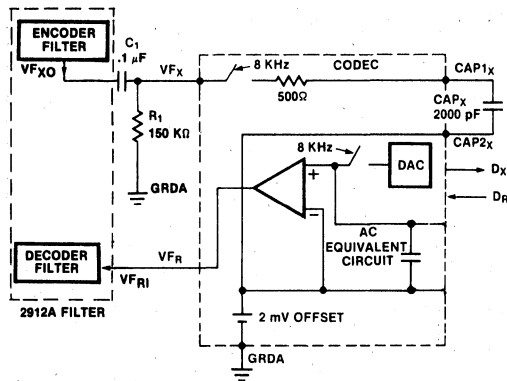 ENCODER
FILTER
VFXO
C1
.1 µF
VFX
8 KHz
CODEC
500Ω
CAP1X
CAPX
2000 pF
CAP2X
R1
150 KΩ
GRDA
8 KHz
DAC
DX
DR
+
−
AC
EQUIVALENT
CIRCUIT
DECODER
FILTER
VFR
VFRI
2912A FILTER
2 mV OFFSET
GRDA